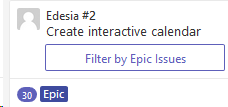 Edesia #2
Create interactive calendar
Filter by Epic Issues
30 Epic